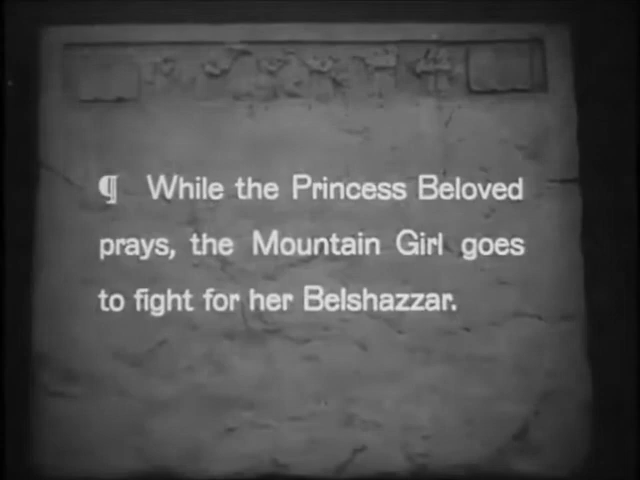 ¶ While the Princess Beloved
prays, the Mountain Girl goes
to fight for her Belshazzar.